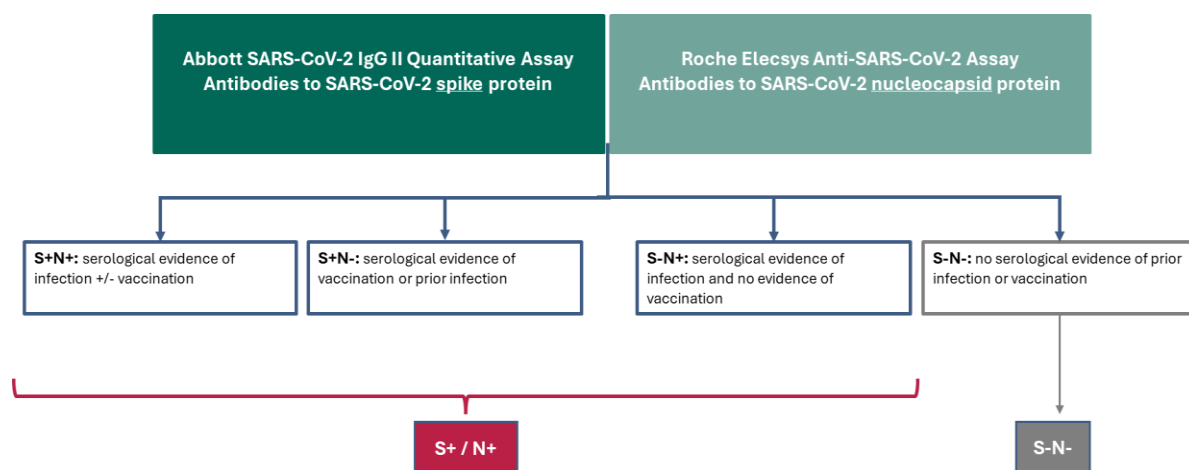 Abbott SARS-CoV-2 IgG II Quantitative Assay
Antibodies to SARS-CoV-2 spike protein
Roche Elecsys Anti-SARS-CoV-2 Assay
Antibodies to SARS-CoV-2 nucleocapsid protein
S+N+: serological evidence of
infection +/- vaccination
S+N-: serological evidence of
vaccination or prior infection
S-N+: serological evidence of
infection and no evidence of
vaccination
S-N-: no serological evidence of prior
infection or vaccination
S+ / N+
S-N-